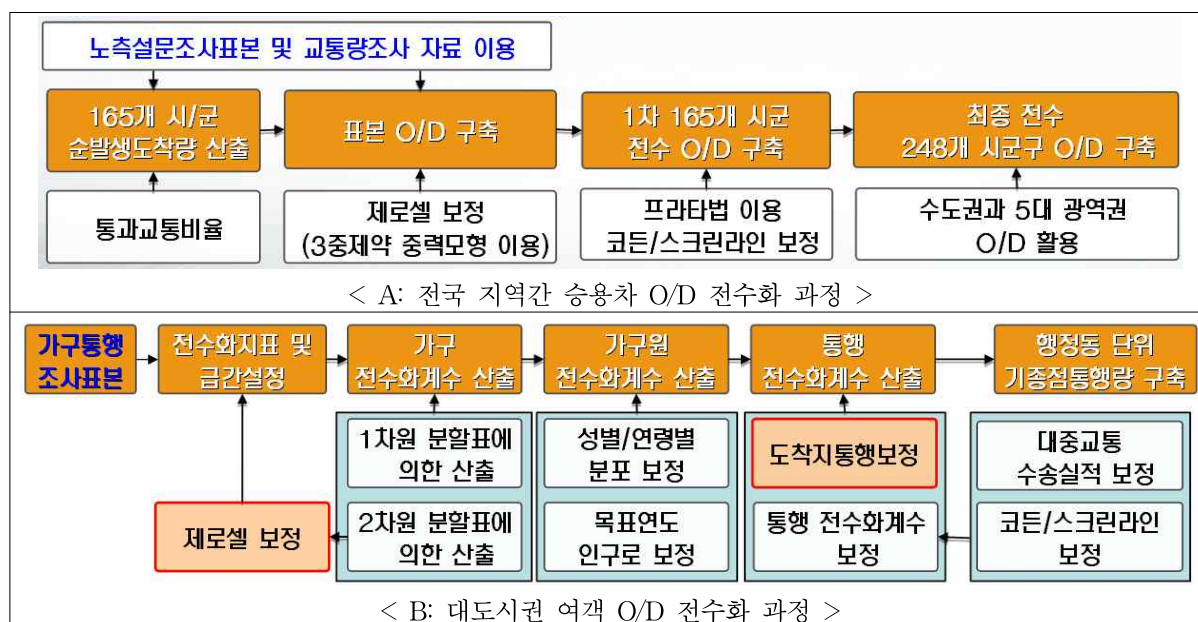 노측설문조사표본 및 교통량조사 자료 이용
165개 시/군
순발생도착량 산출
표본 O/D 구축
1차 165개 시군
전수 O/D 구축
최종 전수
248개 시군구 O/D 구축
통과교통비율
제로셀 보정
(3중제약 중력모형 이용)
프라타법 이용
코든/스크린라인 보정
수도권과 5대 광역권
O/D 활용
< A: 전국 지역간 승용차 O/D 전수화 과정 >
가구통행
조사표본
전수화지표 및
급간설정
가구
전수화계수 산출
가구원
전수화계수 산출
통행
전수화계수 산출
행정동 단위
기종점통행량 구축
1차원 분할표에
의한 산출
성별/연령별
분포 보정
도착지통행보정
대중교통
수송실적 보정
제로셀 보정
2차원 분할표에
의한 산출
목표연도
인구로 보정
통행 전수화계수
보정
코든/스크린라인
보정
< B: 대도시권 여객 O/D 전수화 과정 >